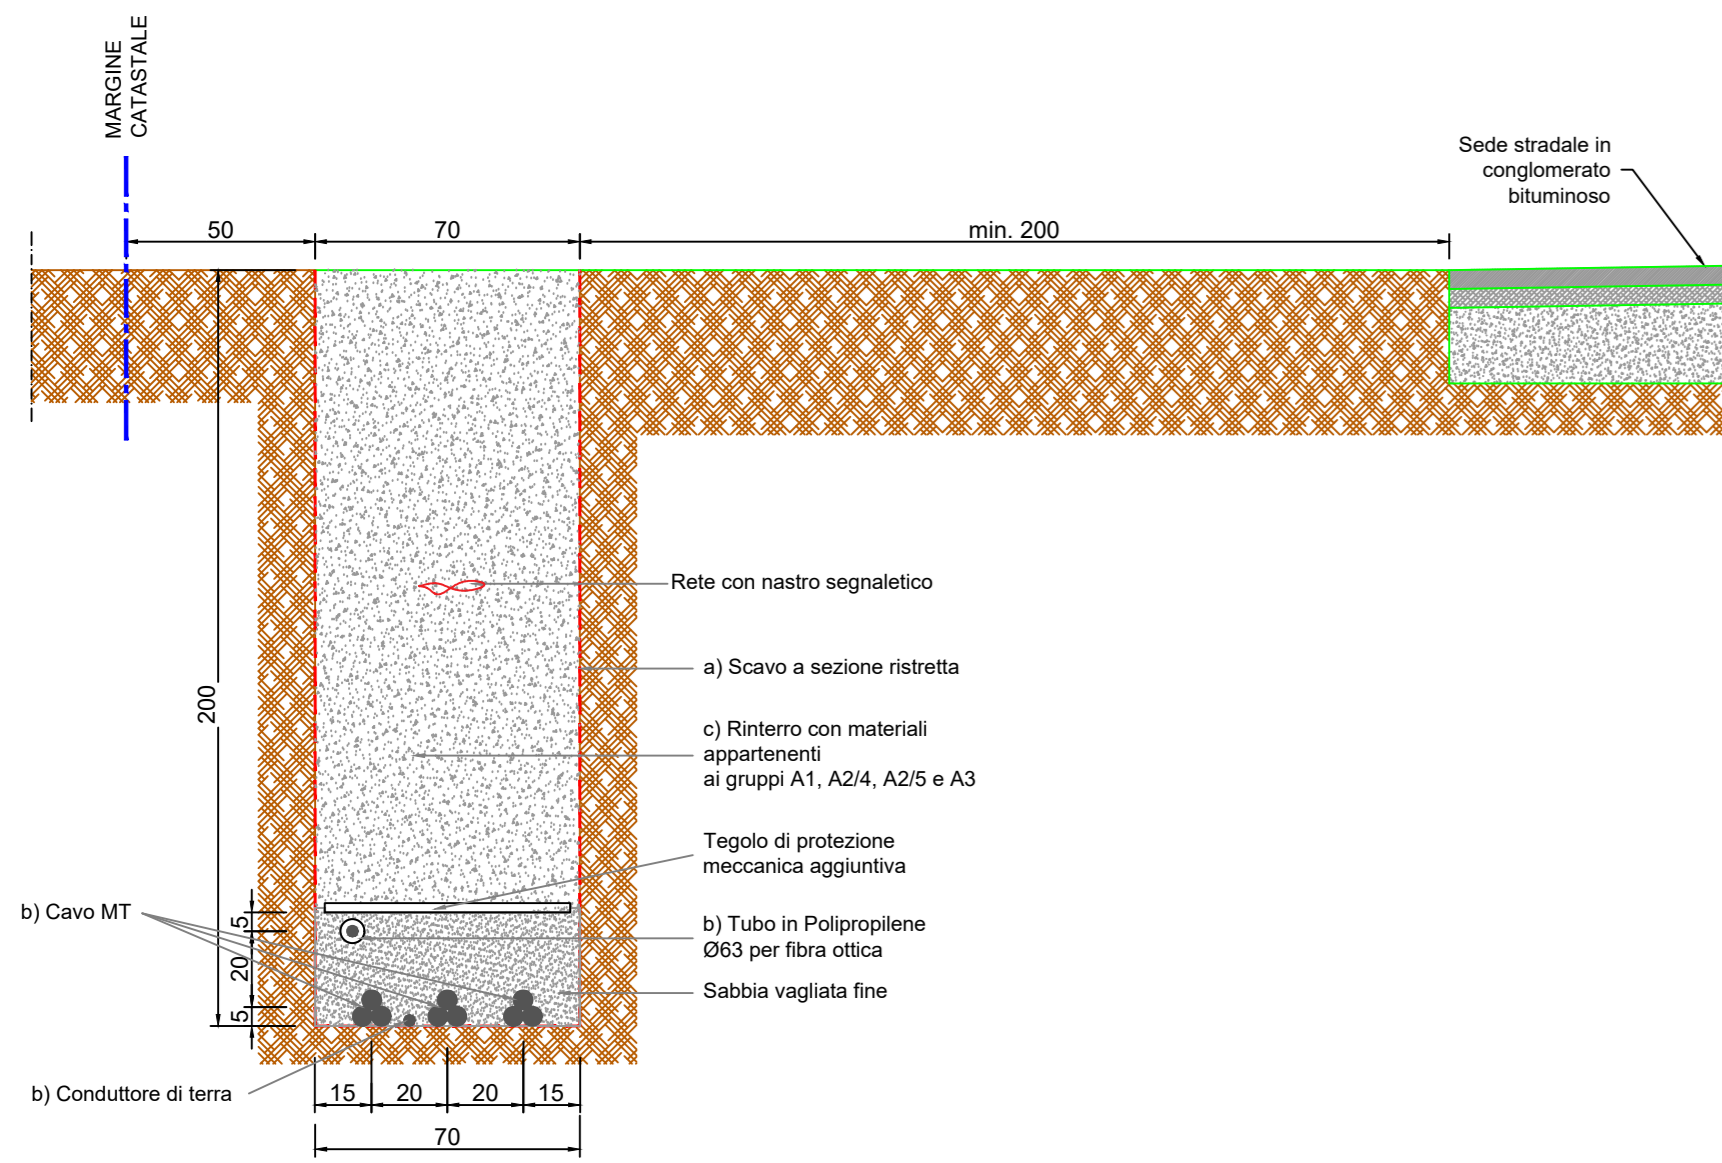 MARGINE
CATASTALE
Sede stradale in
conglomerato
bituminoso
50
70
min. 200
Rete con nastro segnaletico
a) Scavo a sezione ristretta
200
c) Rinterro con materiali
appartenenti
ai gruppi A1, A2/4, A2/5 e A3
Tegolo di protezione
meccanica aggiuntiva
b) Cavo MT
5
b) Tubo in Polipropilene
Ø63 per fibra ottica
20
Sabbia vagliata fine
5
b) Conduttore di terra
15
20
20
15
70